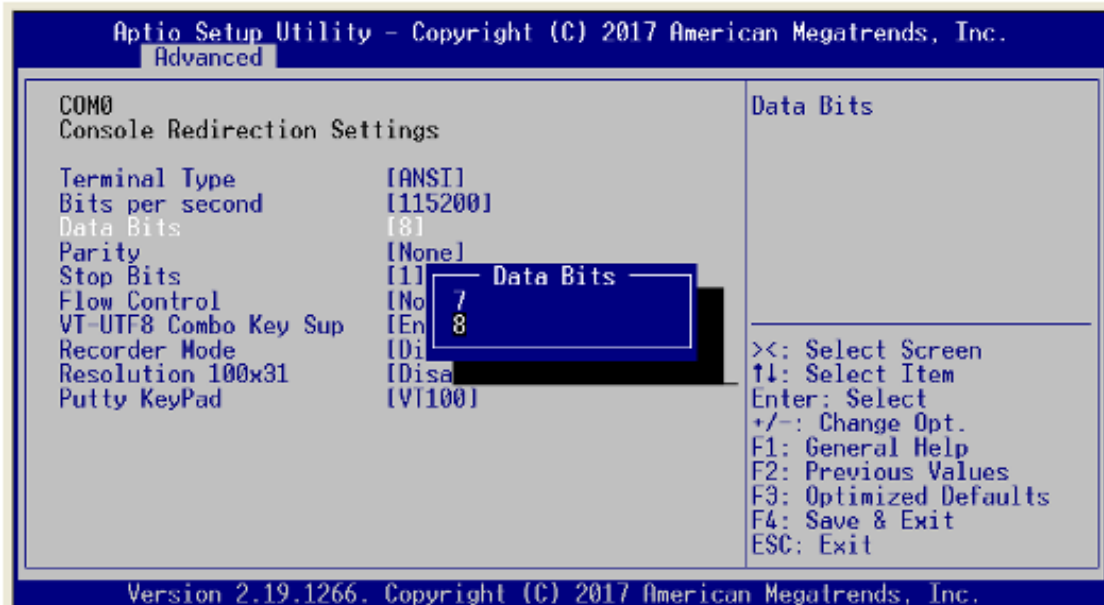 Aptio Setup Utility - Copyright (C) 2017 American Megatrends, Inc.
Advanced
COM0
Console Redirection Settings
Terminal Type [ANSI]
Bits per second [115200]
Data Bits [8]
Parity [None]
Stop Bits [1]
Flow Control [No
VT-UTF8 Combo Key Sup [En
Recorder Mode [Di
Resolution 100x31 [Disa
Putty KeyPad [VT100]
Data Bits
7
8
Data Bits
><: Select Screen
↑↓: Select Item
Enter: Select
+/-: Change Opt.
F1: General Help
F2: Previous Values
F3: Optimized Defaults
F4: Save & Exit
ESC: Exit
Version 2.19.1266. Copyright (C) 2017 American Megatrends, Inc.